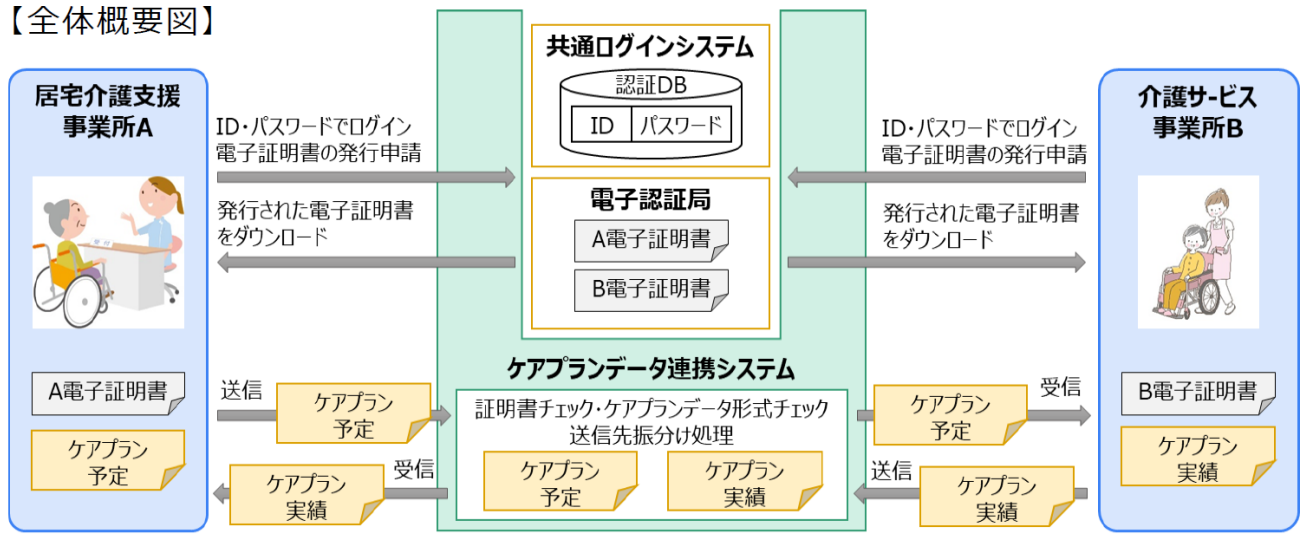 【全体概要図】
居宅介護支援
事業所A
A電子証明書
ケアプラン
予定
ID・パスワードでログイン
電子証明書の発行申請
発行された電子証明書
をダウンロード
送信
ケアプラン
予定
受信
ケアプラン
実績
共通ログインシステム
認証DB
ID パスワード
電子認証局
A電子証明書
B電子証明書
ケアプランデータ連携システム
証明書チェック・ケアプランデータ形式チェック
送信先振分け処理
ケアプラン
予定
ケアプラン
実績
ID・パスワードでログイン
電子証明書の発行申請
発行された電子証明書
をダウンロード
ケアプラン
予定
受信
送信
ケアプラン
実績
介護サービス
事業所B
B電子証明書
ケアプラン
実績